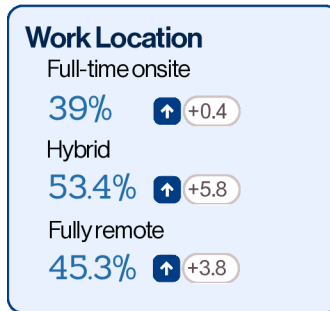 Work Location
Full-time onsite
39% +0.4
Hybrid
53.4% +5.8
Fully remote
45.3% +3.8